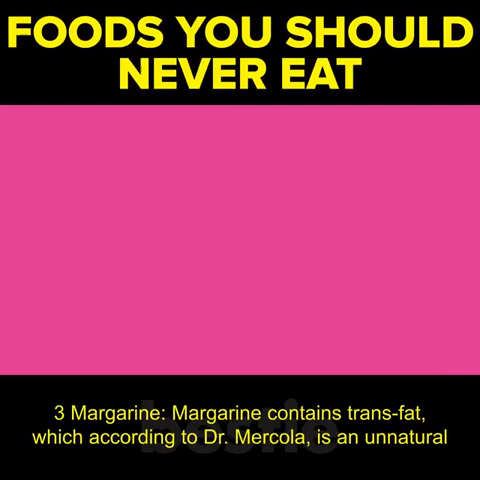 FOODS YOU SHOULD
NEVER EAT
bestie
3 Margarine: Margarine contains trans-fat,
which according to Dr. Mercola, is an unnatural